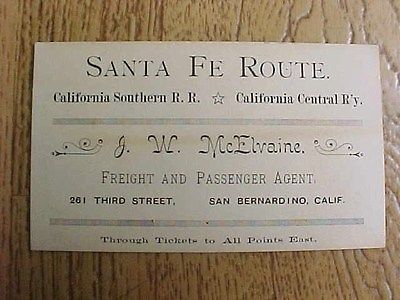 SANTA FE ROUTE.
California Southern R. R. ☆ California Central R'y.
J. W. McElvaine,
FREIGHT AND PASSENGER AGENT,
261 THIRD STREET, SAN BERNARDINO, CALIF.
Through Tickets to All Points East.